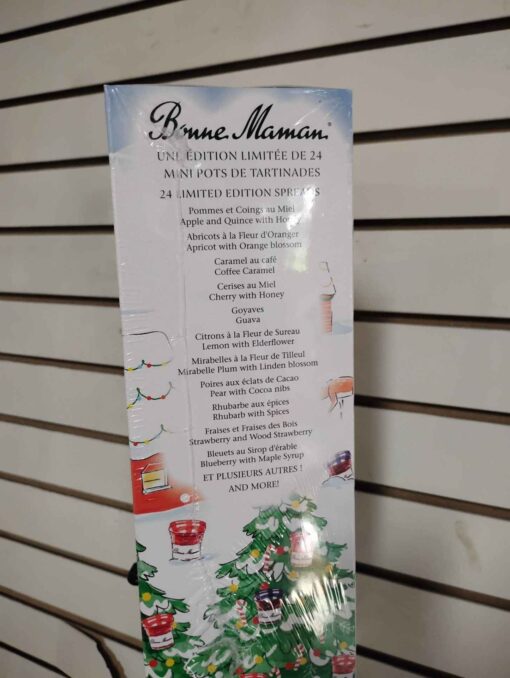 Bonne Maman®
UNE ÉDITION LIMITÉE DE 24
MINI POTS DE TARTINADES
24 LIMITED EDITION SPREADS
Pommes et Coings au Miel
Apple and Quince with Honey
Abricots à la Fleur d'Oranger
Apricot with Orange blossom
Caramel au café
Coffee Caramel
Cerises au Miel
Cherry with Honey
Goyaves
Guava
Citrons à la Fleur de Sureau
Lemon with Elderflower
Mirabelles à la Fleur de Tilleul
Mirabelle Plum with Linden blossom
Poires aux éclats de Cacao
Pear with Cocoa nibs
Rhubarbe aux épices
Rhubarb with Spices
Fraises et Fraises des Bois
Strawberry and Wood Strawberry
Bleuets au Sirop d'érable
Blueberry with Maple Syrup
ET PLUSIEURS AUTRES !
AND MORE!
Bonne Maman
Bonne Maman